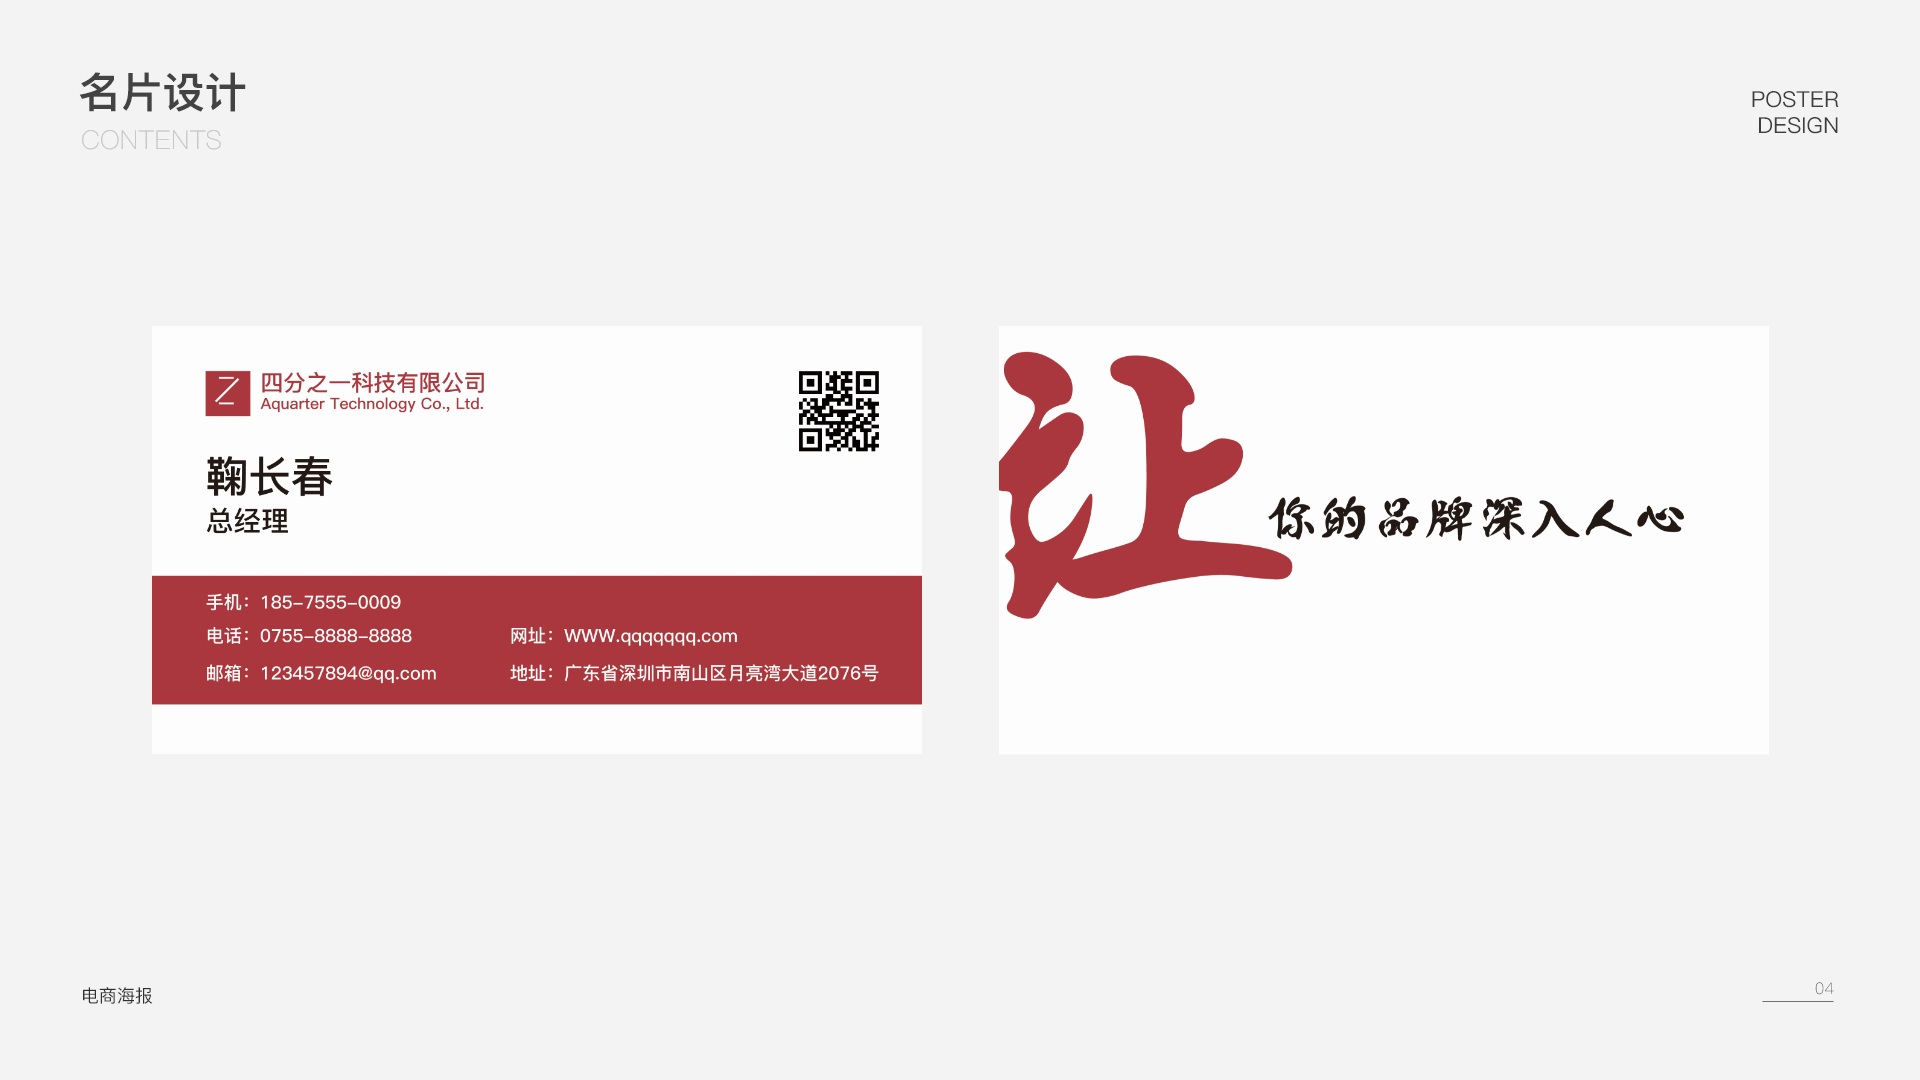 名片设计
CONTENTS
POSTER
DESIGN
四分之一科技有限公司
Aquarter Technology Co., Ltd.
鞠长春
总经理
手机：185-7555-0009
电话：0755-8888-8888
网址：WWW.qqqqqqq.com
邮箱：123457894@qq.com
地址：广东省深圳市南山区月亮湾大道2076号
让
你的品牌深入人心
电商海报
04